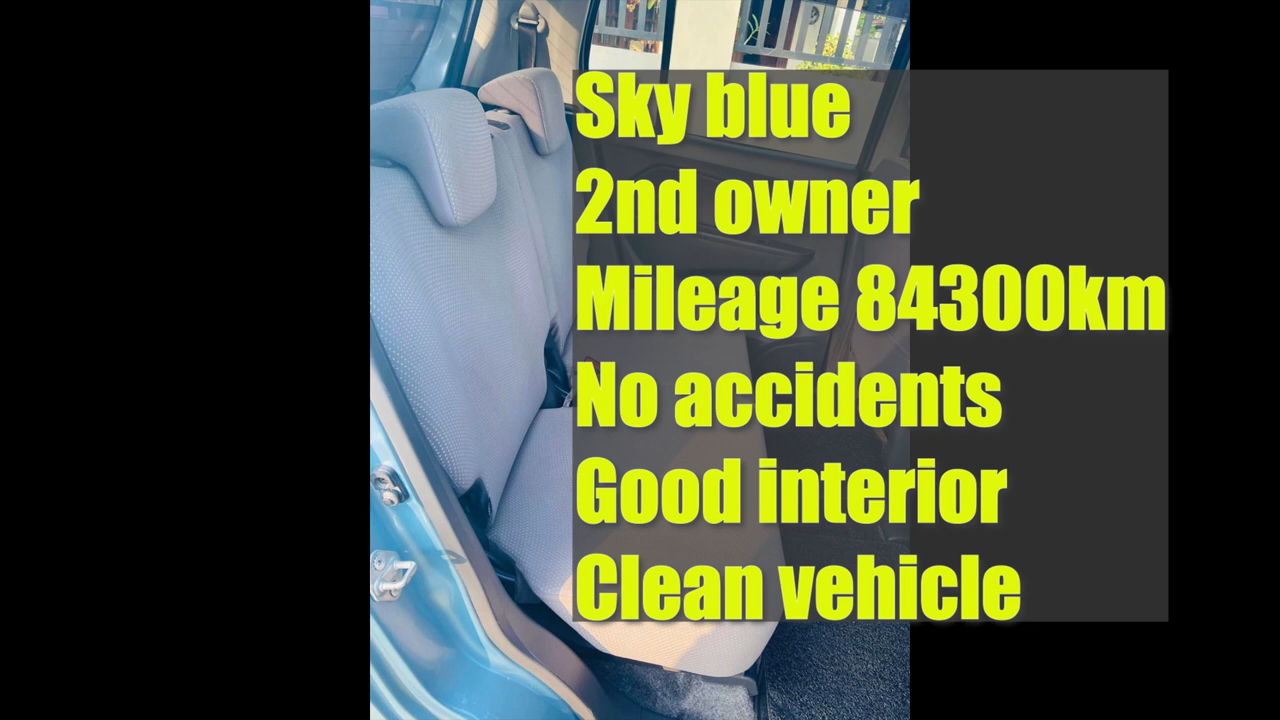 Sky blue
2nd owner
Mileage 84300km
No accidents
Good interior
Clean vehicle